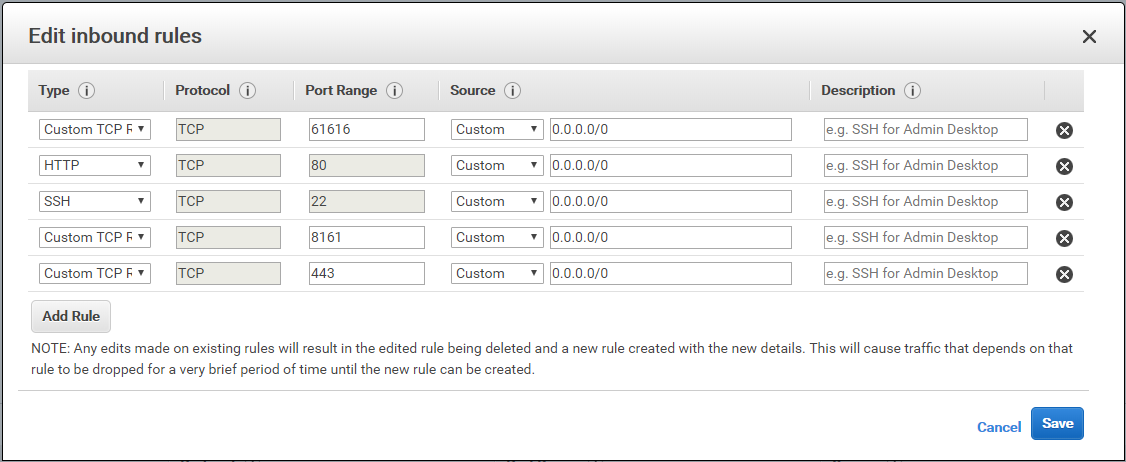 Edit inbound rules
Type Protocol Port Range Source Description
Custom TCP R TCP 61616 Custom 0.0.0.0/0 e.g. SSH for Admin Desktop
HTTP TCP 80 Custom 0.0.0.0/0 e.g. SSH for Admin Desktop
SSH TCP 22 Custom 0.0.0.0/0 e.g. SSH for Admin Desktop
Custom TCP R TCP 8161 Custom 0.0.0.0/0 e.g. SSH for Admin Desktop
Custom TCP R TCP 443 Custom 0.0.0.0/0 e.g. SSH for Admin Desktop
Add Rule
NOTE: Any edits made on existing rules will result in the edited rule being deleted and a new rule created with the new details. This will cause traffic that depends on that
rule to be dropped for a very brief period of time until the new rule can be created.
Cancel Save